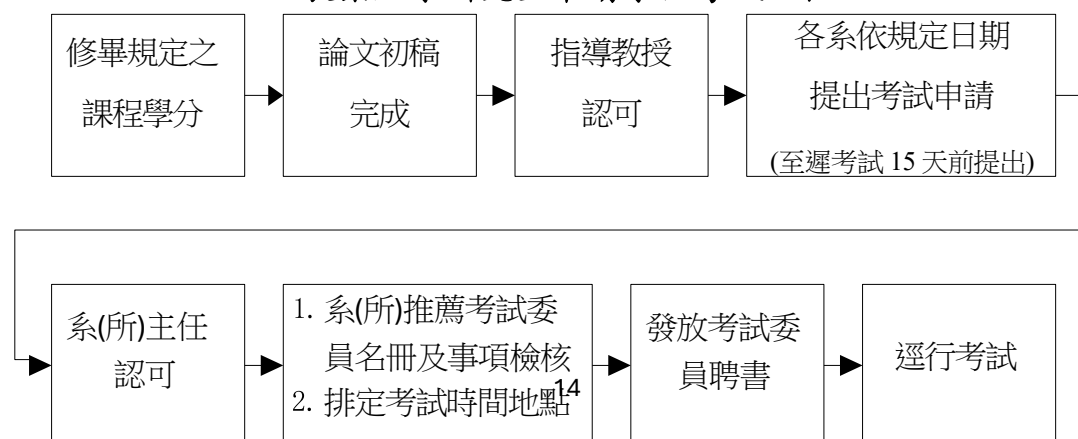 修畢規定之
課程學分
論文初稿
完成
指導教授
認可
各系依規定日期
提出考試申請
(至遲考試 15 天前提出)
系(所)主任
認可
1. 系(所)推薦考試委
員名冊及事項檢核
2. 排定考試時間地點
14
發放考試委
員聘書
逕行考試